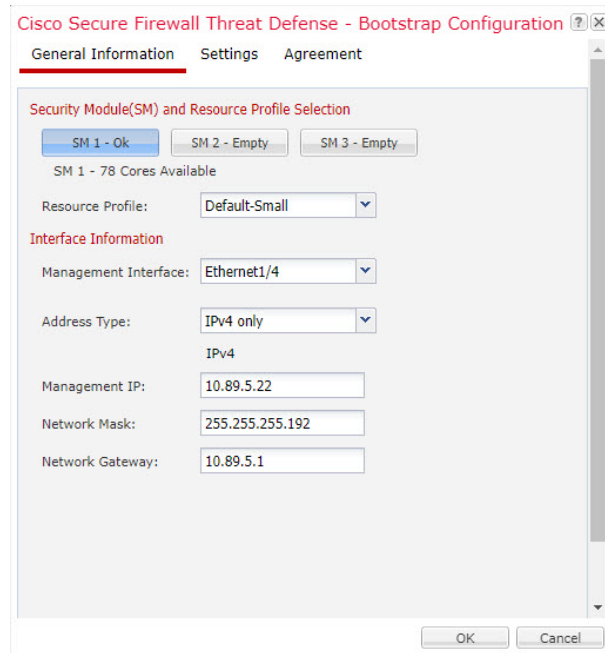 Cisco Secure Firewall Threat Defense - Bootstrap Configuration ? ×
General Information Settings Agreement
Security Module(SM) and Resource Profile Selection
SM 1 - Ok SM 2 - Empty SM 3 - Empty
SM 1 - 78 Cores Available
Resource Profile: Default-Small
Interface Information
Management Interface: Ethernet1/4
Address Type: IPv4 only
IPv4
Management IP: 10.89.5.22
Network Mask: 255.255.255.192
Network Gateway: 10.89.5.1
OK Cancel